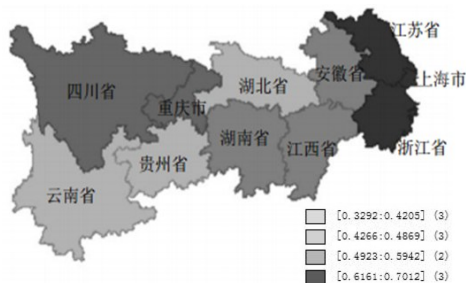 江苏省
安徽省
上海市
四川省
湖北省
重庆市
湖南省
江西省
浙江省
贵州省
云南省
[0.3292:0.4205] (3)
[0.4266:0.4869] (3)
[0.4923:0.5942] (2)
[0.6161:0.7012] (3)